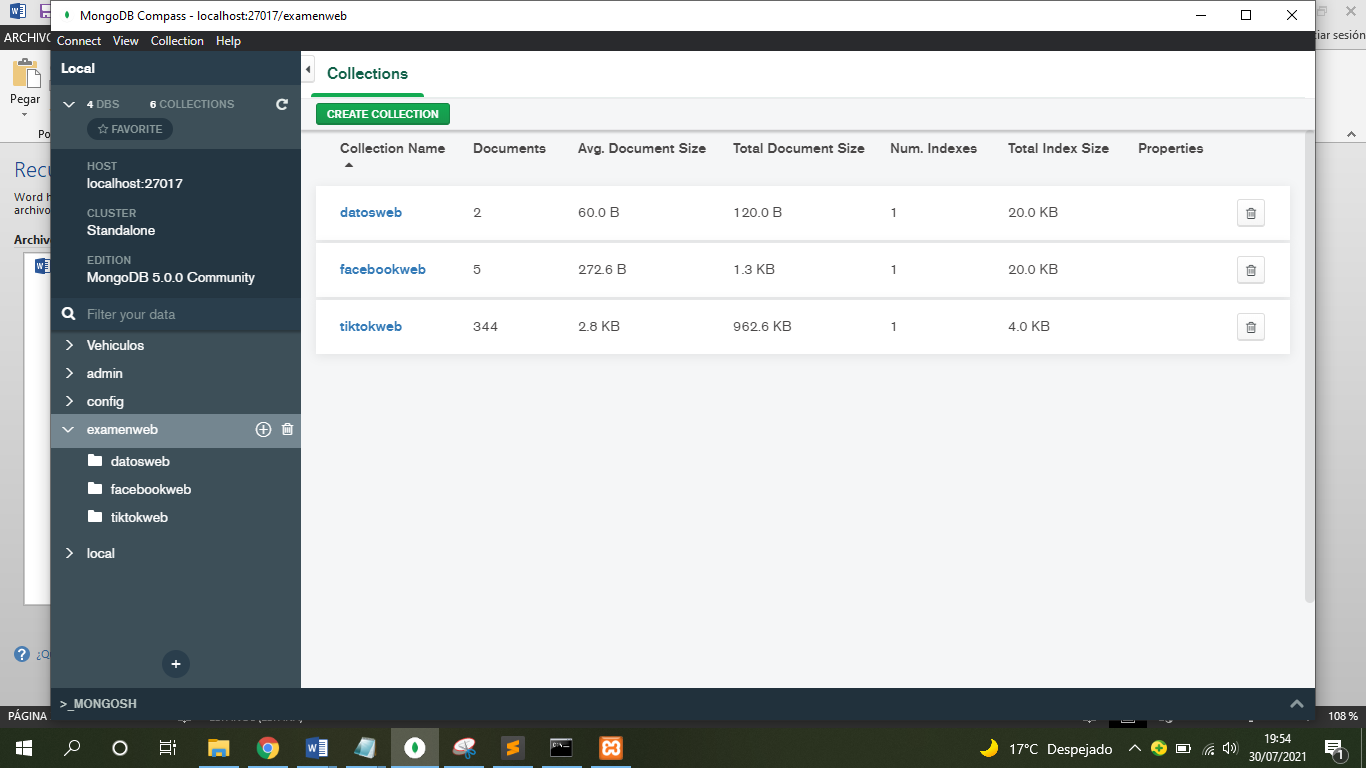 MongoDB Compass - localhost:27017/examenweb
ARCHIVO
iar sesión
Connect View Collection Help
Local
Collections
4 DBS 6 COLLECTIONS
FAVORITE
CREATE COLLECTION
Pegar
Collection Name Documents Avg. Document Size Total Document Size Num. Indexes Total Index Size Properties
HOST
localhost:27017
CLUSTER
Standalone
EDITION
MongoDB 5.0.0 Community
Filter your data
datosweb 2 60.0 B 120.0 B 1 20.0 KB
facebookweb 5 272.6 B 1.3 KB 1 20.0 KB
tiktokweb 344 2.8 KB 962.6 KB 1 4.0 KB
Vehiculos
admin
config
examenweb
datosweb
facebookweb
tiktokweb
local
Word h
archivo
>_MONGOSH
PÁGINA
108 %
17°C Despejado
19:54
30/07/2021
1